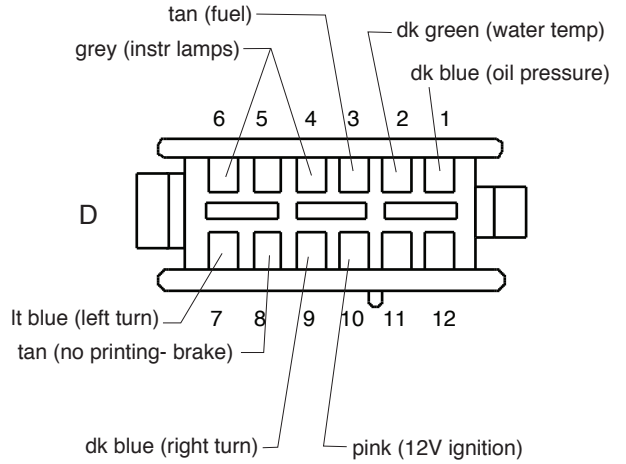 tan (fuel)
dk green (water temp)
grey (instr lamps)
dk blue (oil pressure)
6 5 4 3 2 1
D
lt blue (left turn)
7 8 9 10 11 12
tan (no printing- brake)
dk blue (right turn)
pink (12V ignition)